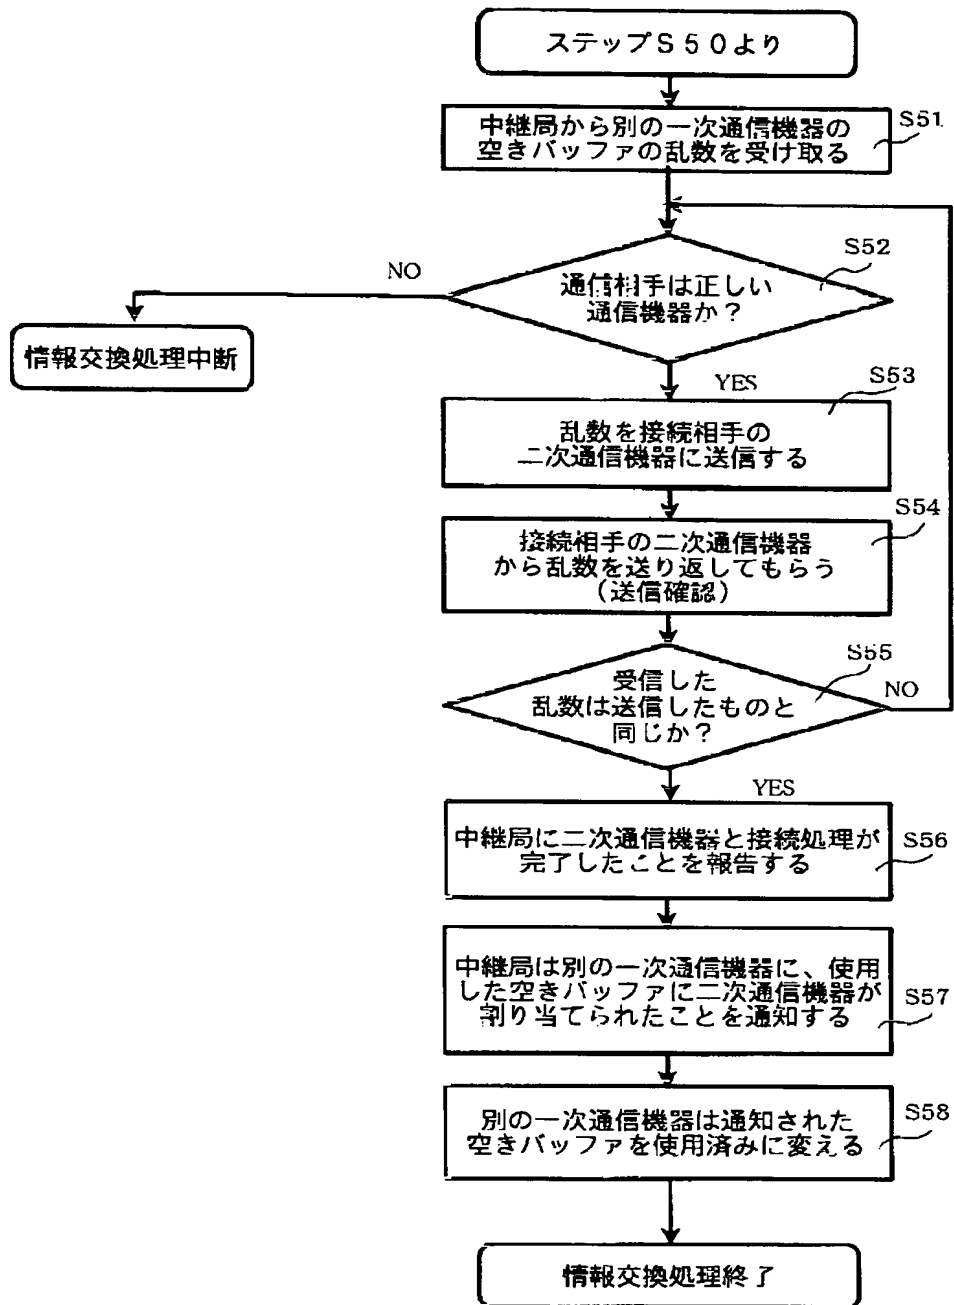 ステップS50より
中継局から別の一次通信機器の
空きバッファの乱数を受け取る
S51
通信相手は正しい
通信機器か?
S52
NO
情報交換処理中断
YES
乱数を接続相手の
二次通信機器に送信する
S53
接続相手の二次通信機器
から乱数を送り返してもらう
(送信確認)
S54
受信した
乱数は送信したものと
同じか?
S55
NO
YES
中継局に二次通信機器と接続処理が
完了したことを報告する
S56
中継局は別の一次通信機器に、使用
した空きバッファに二次通信機器が
割り当てられたことを通知する
S57
別の一次通信機器は通知された
空きバッファを使用済みに変える
S58
情報交換処理終了